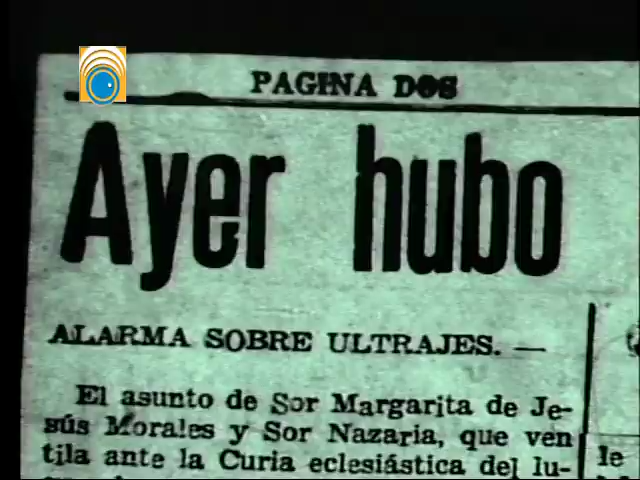 PAGINA DOS
Ayer hubo
ALARMA SOBRE ULTRAJES. —
El asunto de Sor Margarita de Je-
sús Morales y Sor Nazaria, que ven
tila ante la Curia eclesiástica del lu-
le